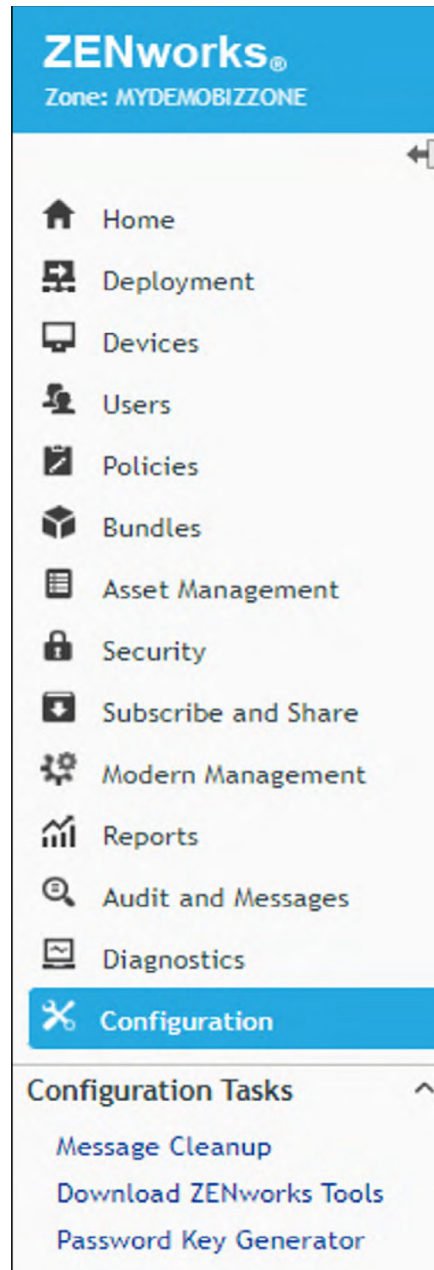 ZENworks®
Zone: MYDEMOBIZZONE
Home
Deployment
Devices
Users
Policies
Bundles
Asset Management
Security
Subscribe and Share
Modern Management
Reports
Audit and Messages
Diagnostics
Configuration
Configuration Tasks
Message Cleanup
Download ZENworks Tools
Password Key Generator